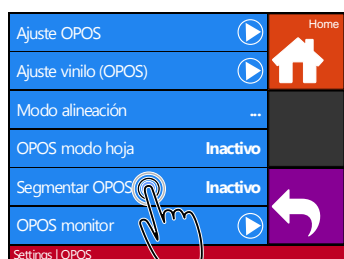 Ajuste OPOS
Home
Ajuste vinilo (OPOS)
Modo alineación ...
OPOS modo hoja Inactivo
Segmentar OPOS Inactivo
OPOS monitor
Settings | OPOS